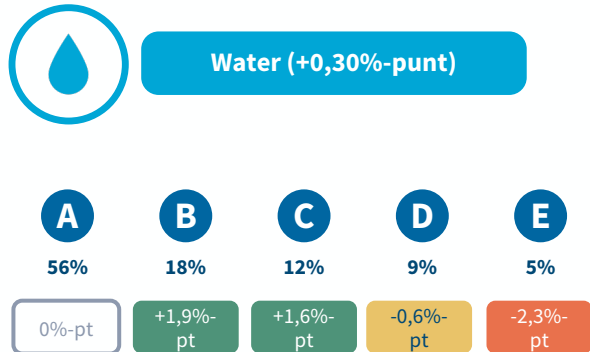 Water (+0,30%-punt)
A B C D E
56% 18% 12% 9% 5%
0%-pt +1,9%- +1,6%- -0,6%- -2,3%-
pt pt pt pt